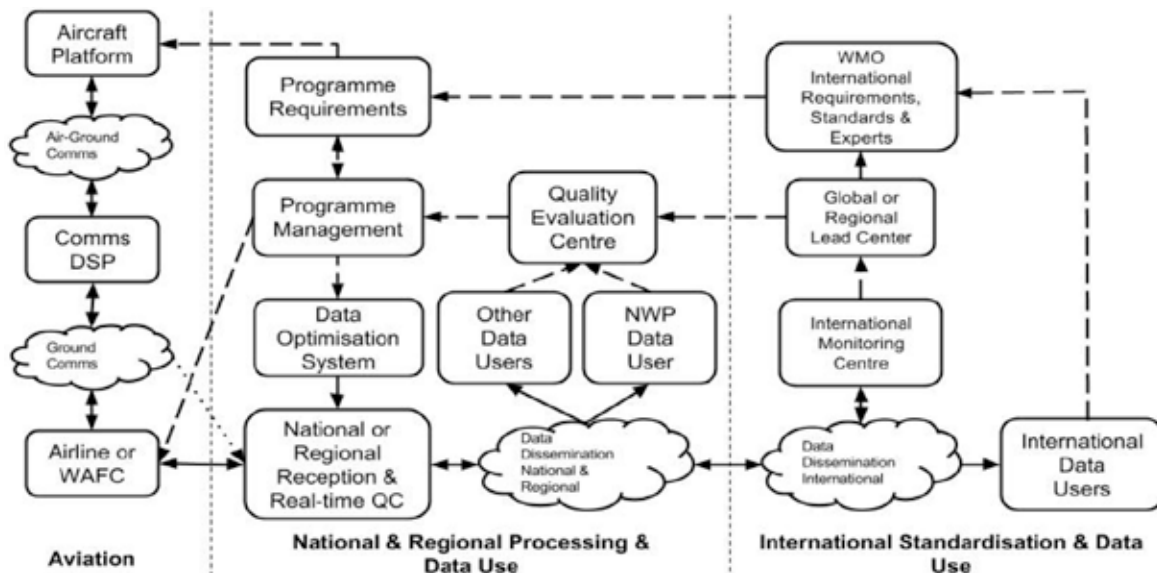 Aircraft
Platform
Air-Ground
Comms
Comms
DSP
Ground
Comms
Airline or
WAFC
Aviation
Programme
Requirements
Programme
Management
Data
Optimisation
System
National or
Regional
Reception &
Real-time QC
Quality
Evaluation
Centre
Other
Data
Users
NWP
Data
User
Data
Dissemination
National &
Regional
National & Regional Processing &
Data Use
WMO
International
Requirements,
Standards &
Experts
Global or
Regional
Lead Center
International
Monitoring
Centre
Data
Dissemination
International
International
Data
Users
International Standardisation & Data
Use